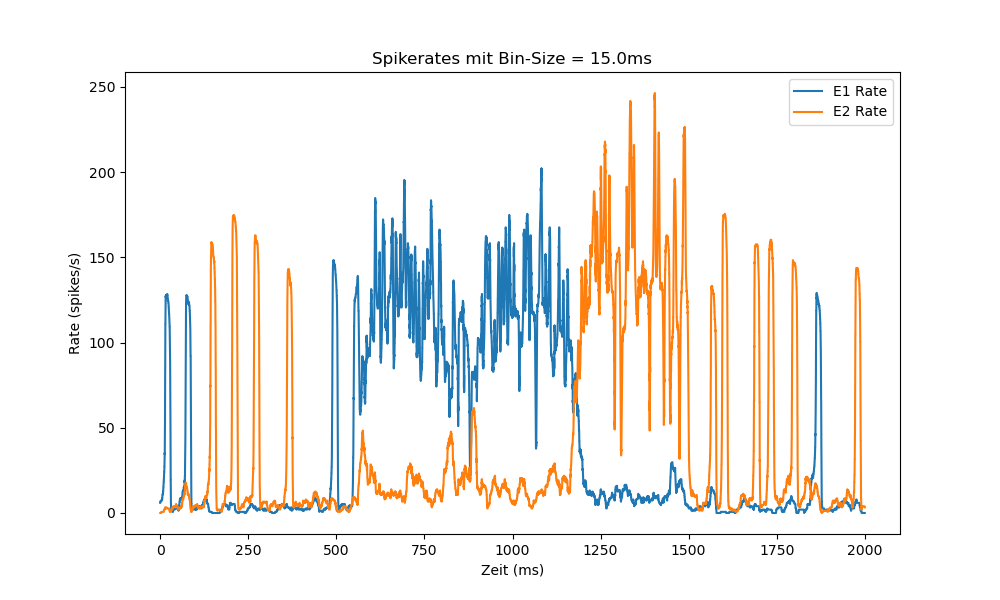 Spikerates mit Bin-Size = 15.0ms
E1 Rate
E2 Rate
Rate (spikes/s)
250
200
150
100
50
0
0 250 500 750 1000 1250 1500 1750 2000
Zeit (ms)